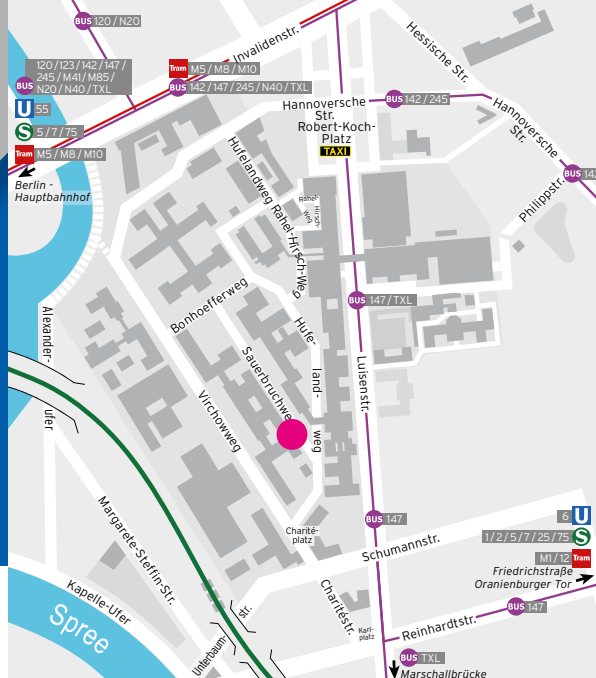 BUS 120 / N20
Invalidenstr.
Hessische Str.
120 / 123 / 142 / 147 /
245 / M41 / M85 /
BUS N20 / N40 / TXL
Tram M5 / M8 / M10
BUS 142 / 147 / 245 / N40 / TXL
U 55
S 5 / 7 / 75
Tram M5 / M8 / M10
Berlin -
Hauptbahnhof
Hannoversche
Str.
Robert-Koch-
Platz
TAXI
BUS 142 / 245
Hannoversche
Str.
BUS 142
Philippstr.
Hufelandweg
Rahel-Hirsch-Weg
Rahel-
Hirsch-
Weg
BUS 147 / TXL
Bonhoefferweg
Alexander-
ufer
Hufe-
land-
weg
Sauerbruchweg
Virchowweg
Luisenstr.
Margarete-Steffin-Str.
BUS 147
6 U
1 / 2 / 5 / 7 / 25 / 75 S
M1 / 12 Tram
Friedrichstraße
Oranienburger Tor
Charité-
platz
Schumannstr.
Charitéstr.
Kapelle-Ufer
Spree
Unterbaum-
str.
BUS 147
Karl-
platz
Reinhardtstr.
BUS TXL
Marschallbrücke